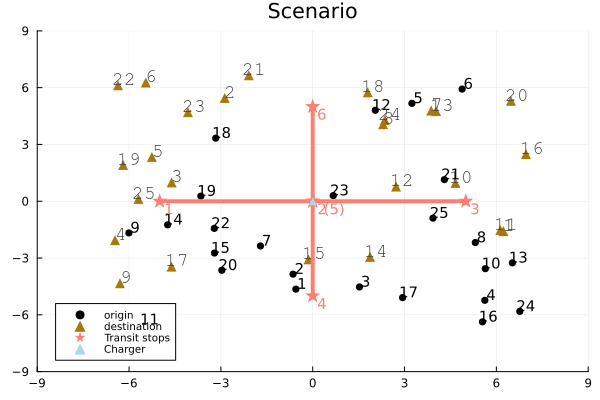 Scenario
9
22 6 21 6
5 18 20
23 2 12 1 13
6 24
8
18
3 5 16
19 3 21 10
19 23 12
25
0 1 2(5) 3
14 25
9 22 11
4 7 8
15 15 14
17 20 2 10 13
-3
9 1 3 17 4
4
24
11 16
-6
origin
destination
Transit stops
Charger
-9
-9 -6 -3 0 3 6 9